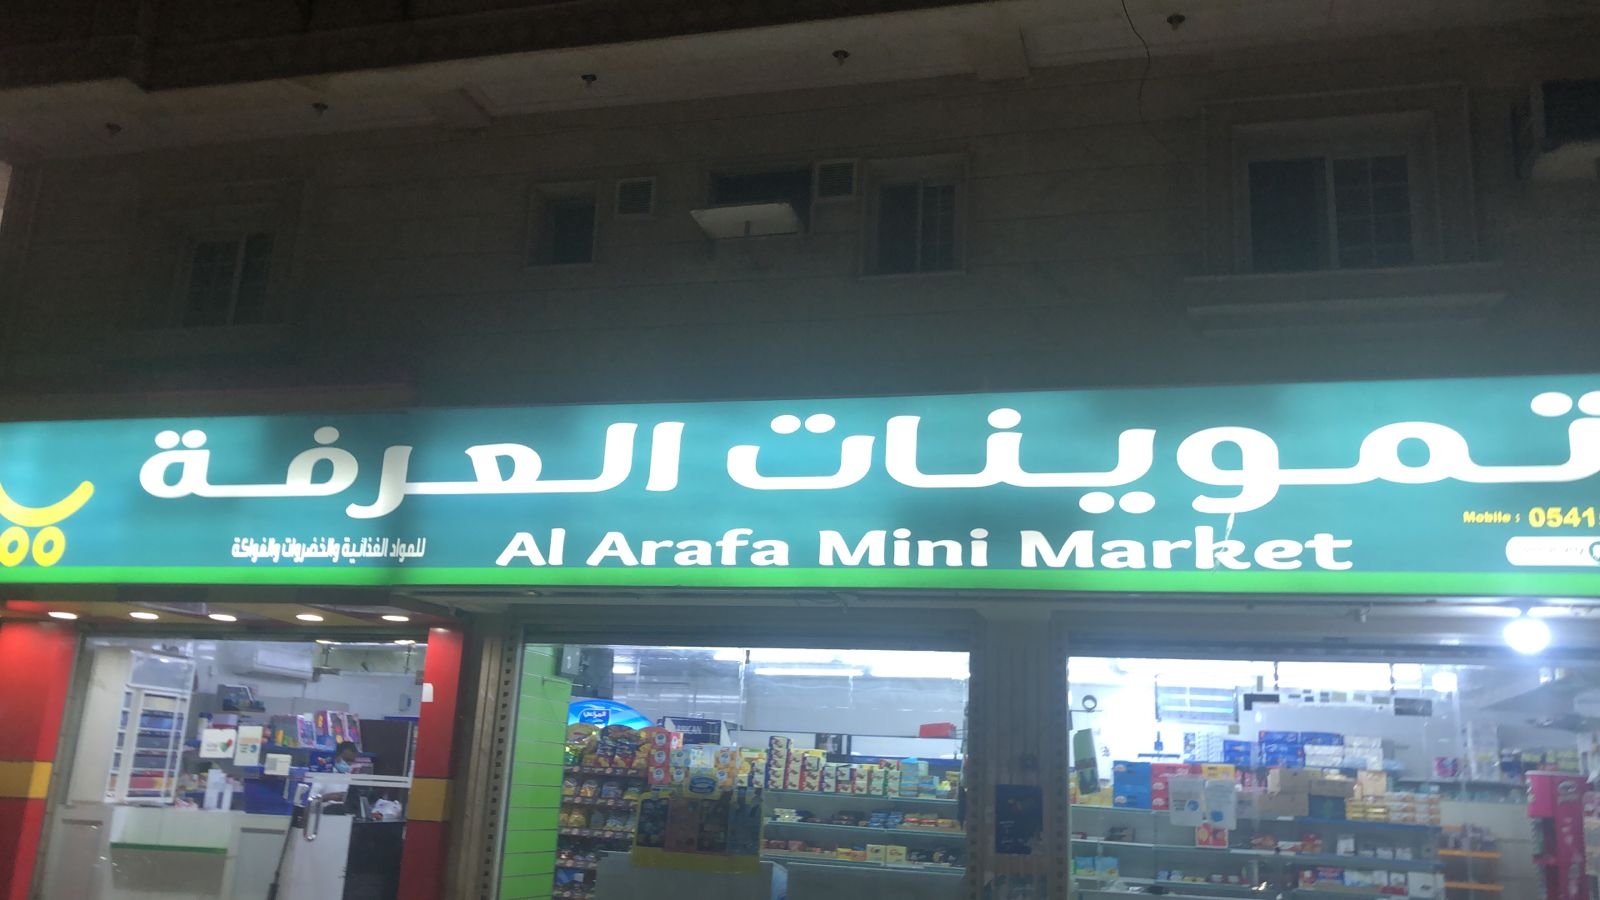 تموينات العرفة
Mobile : 0541
Al Arafa Mini Market
للمواد الغذائية والخضروات والفواكة